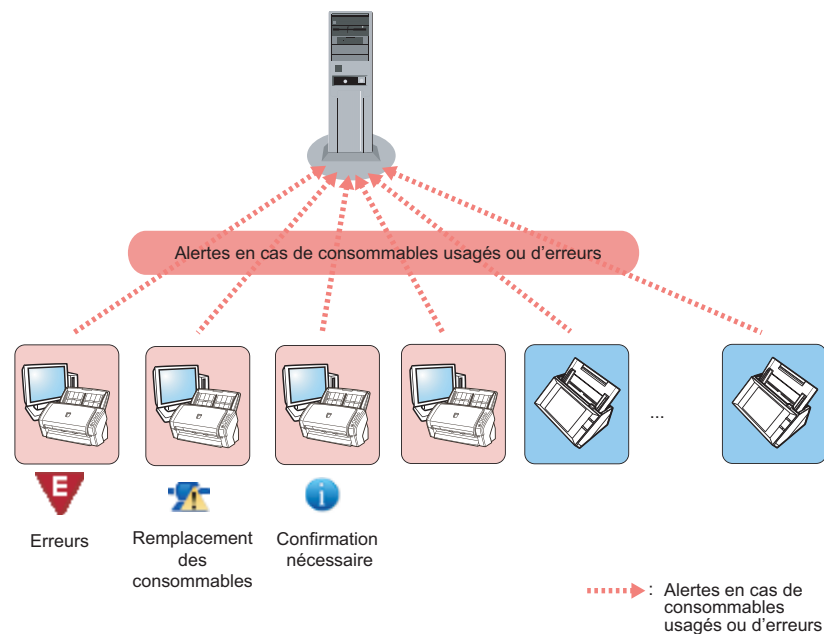 Alertes en cas de consommables usagés ou d'erreurs
...
E
i
Erreurs
Remplacement
des
consommables
Confirmation
nécessaire
: Alertes en cas de
consommables
usagés ou d'erreurs